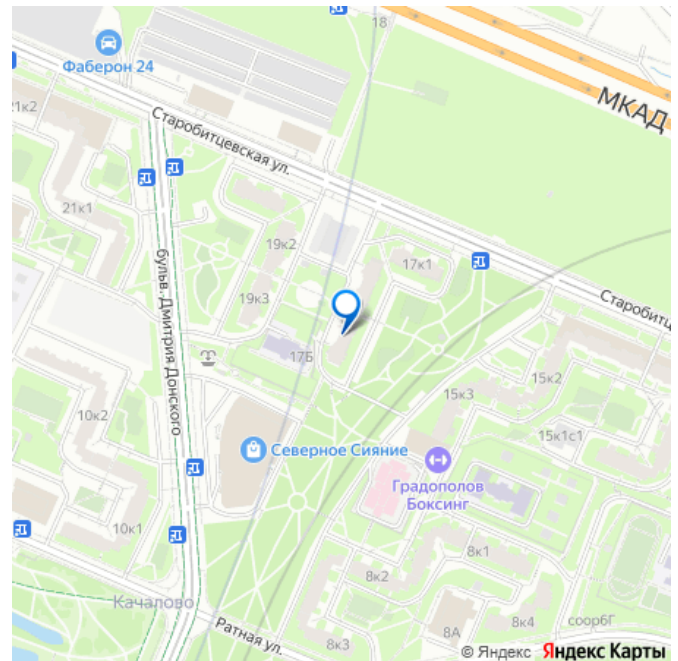 18
Фаберон 24
МКАД
21к2
Старобитцевская ул.
21к1
19к2
17к1
бульв. Дмитрия Донского
19к3
Старобитц
17Б
15к2
15к3
10к2
15к1с1
Северное Сияние
Градополов
Бoксинг
10к1
8к1
8к2
Качалово
Ратная ул.
8к3
8А
8к4
соор6Г
© Яндекс Яндекс Карты